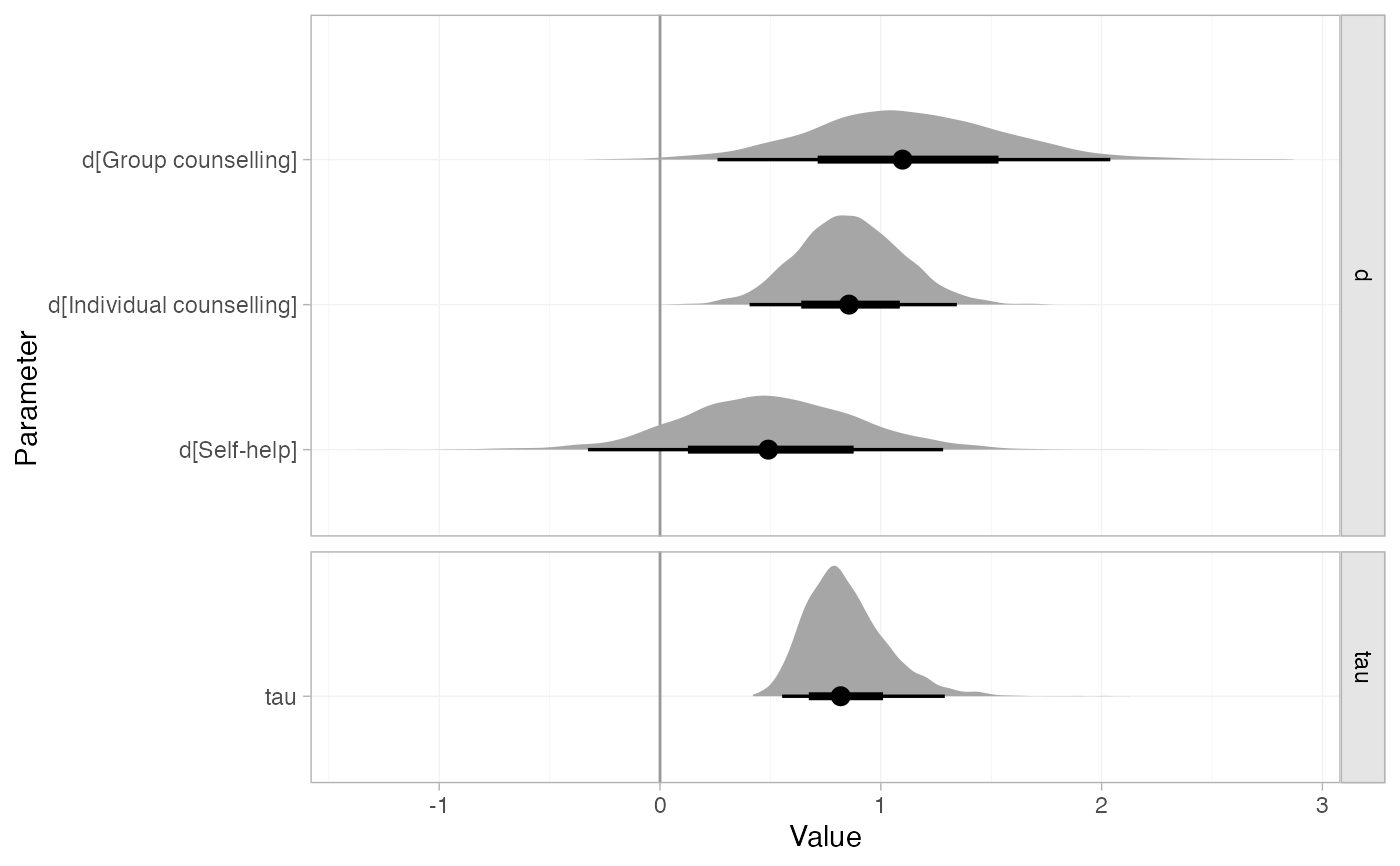 Parameter
d[Group counselling]
d[Individual counselling]
d[Self-help]
d
tau
tau
-1
0
1
2
3
Value